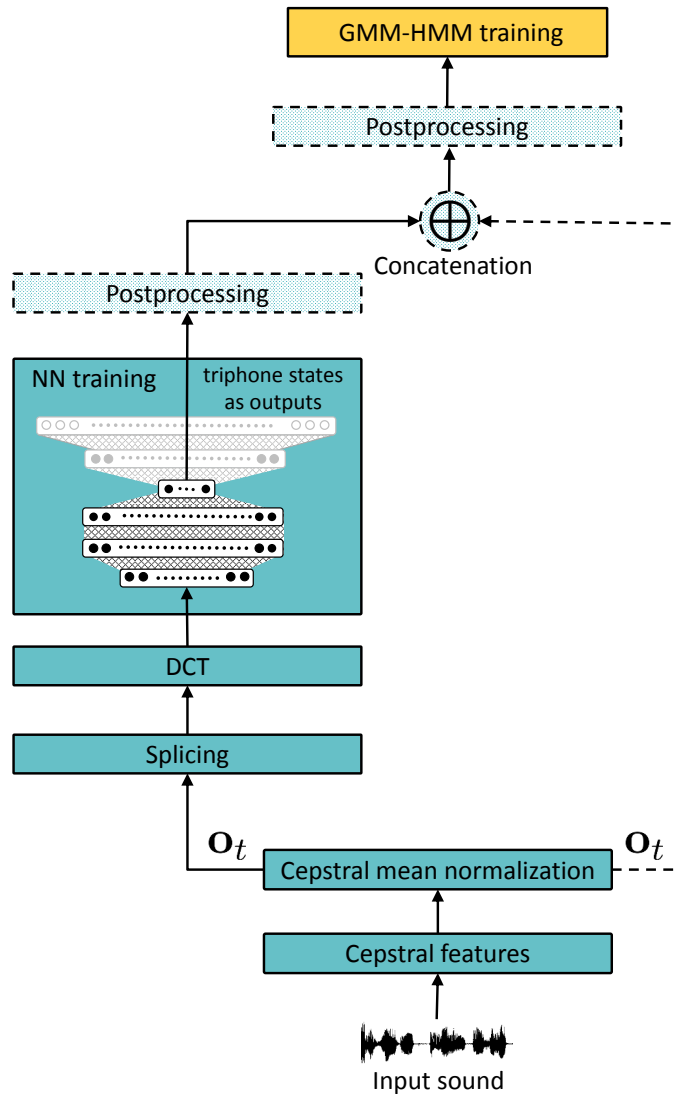 GMM-HMM training
Postprocessing
Concatenation
Postprocessing
NN training
triphone states
as outputs
DCT
Splicing
𝐎𝑡
𝐎𝑡
Cepstral mean normalization
Cepstral features
Input sound